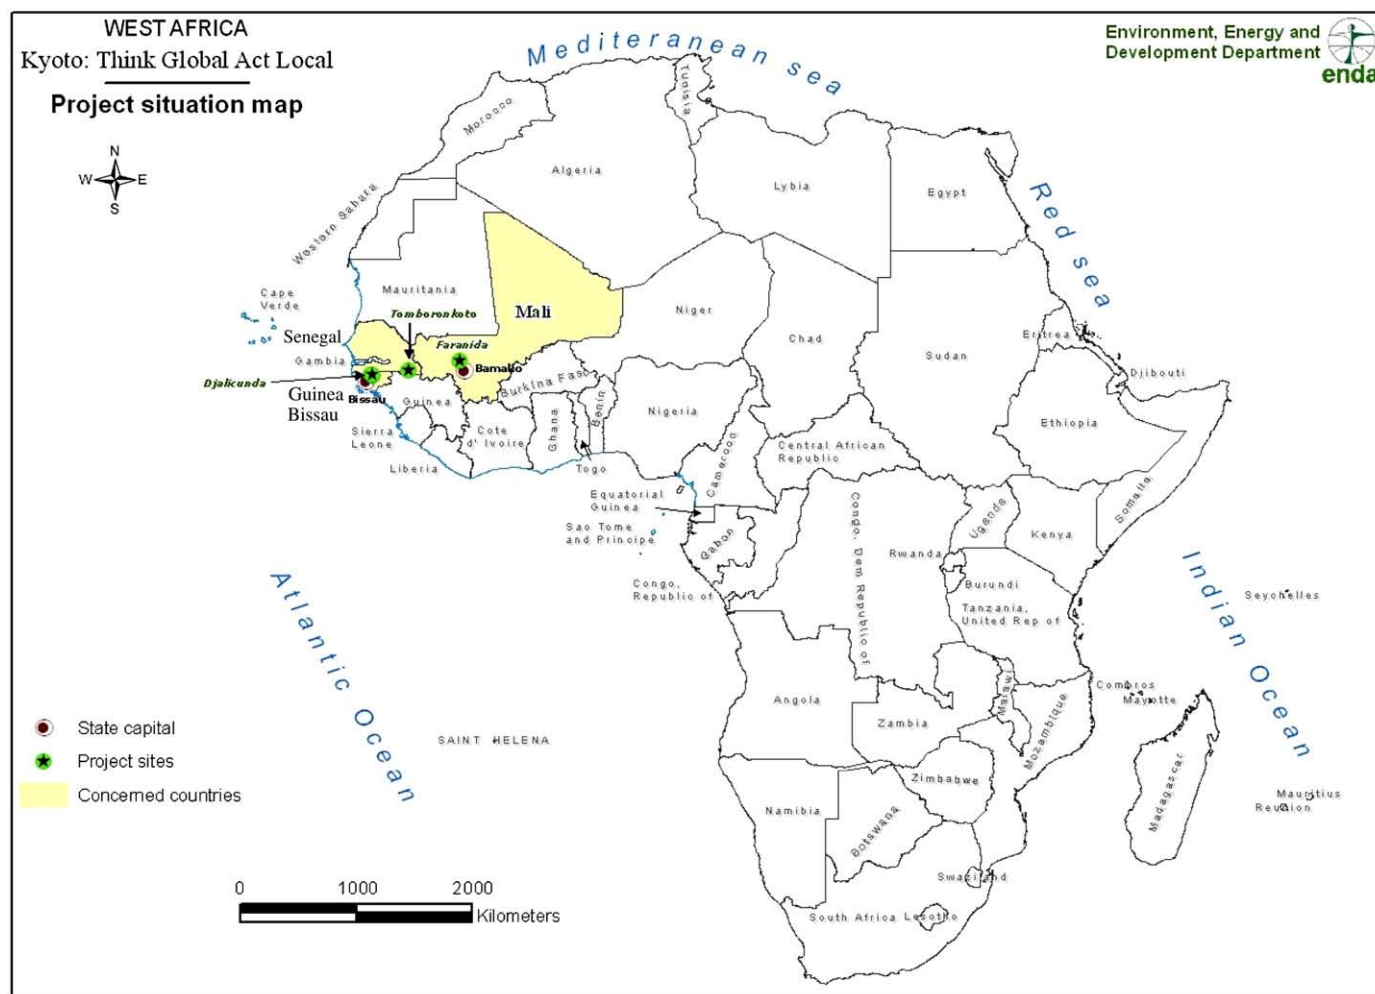 WEST AFRICA
Kyoto: Think Global Act Local
Project situation map
Environment, Energy and
Development Department
enda
N
W E
S
Mediteranean sea
Red sea
Indian Ocean
Atlantic Ocean
Morocco
Tunisia
Algeria
Lybia
Egypt
Western Sahara
Cape
Verde
Mauritania
Tomboronkoto
Mali
Niger
Chad
Sudan
Eritrea
Djibouti
Senegal
Faranida
Gambia
Bamako
Djalicunda
Guinea
Bissau
Bissau
Guinea
Burkina Faso
Sierra
Leone
Liberia
Cote
d' Ivoire
Ghana
Togo
Benin
Nigeria
Cameroon
Central African
Republic
Ethiopia
Somalia
Equatorial
Guinea
Sao Tome
and Principe
Gabon
Congo,
Republic of
Congo, Dem Republic of
Uganda
Kenya
Rwanda
Burundi
Tanzania,
United Rep of
Seychelles
Angola
Zambia
Malawi
Mozambique
Comoros
Mayotte
SAINT HELENA
Namibia
Botswana
Zimbabwe
Madagascar
Mauritius
Reunion
Swaziland
South Africa
Lesotho
State capital
Project sites
Concerned countries
0 1000 2000
Kilometers